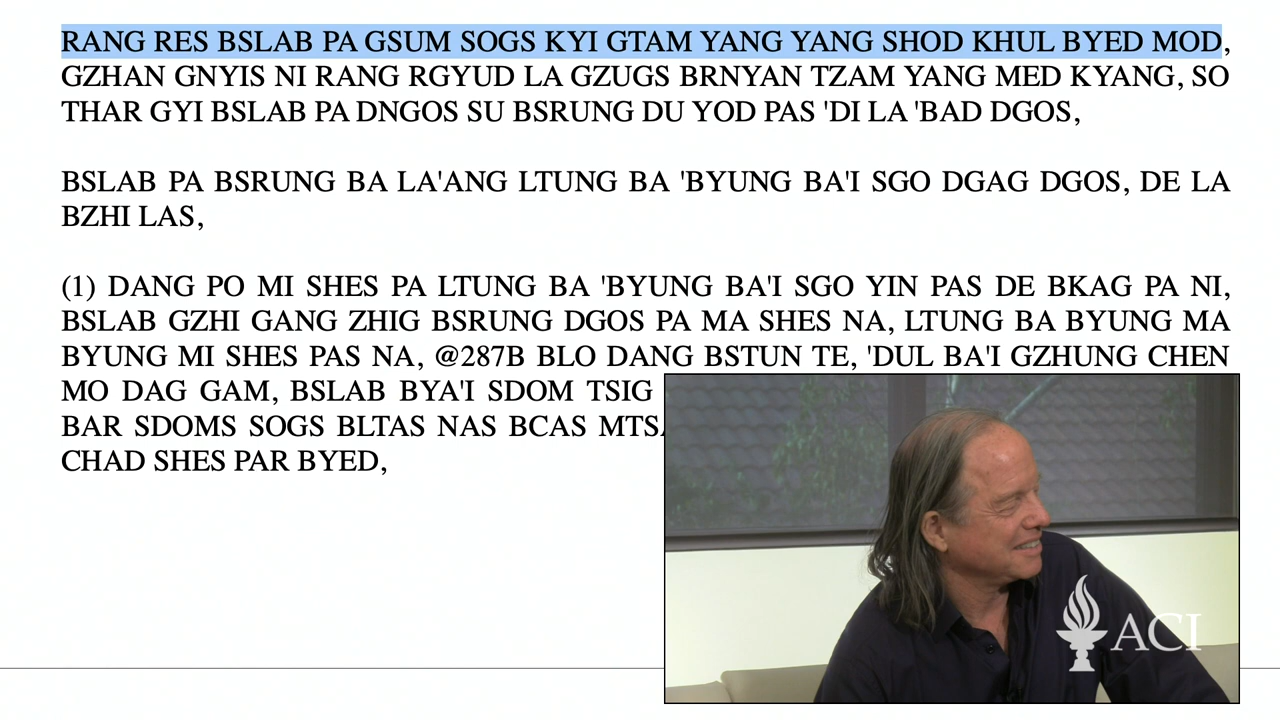 RANG RES BSLAB PA GSUM SOGS KYI GTAM YANG YANG SHOD KHUL BYED MOD,
GZHAN GNYIS NI RANG RGYUD LA GZUGS BRNYAN TZAM YANG MED KYANG, SO
THAR GYI BSLAB PA DNGOS SU BSRUNG DU YOD PAS 'DI LA 'BAD DGOS,
BSLAB PA BSRUNG BA LA'ANG LTUNG BA 'BYUNG BA'I SGO DGAG DGOS, DE LA
BZHI LAS,
(1) DANG PO MI SHES PA LTUNG BA 'BYUNG BA'I SGO YIN PAS DE BKAG PA NI,
BSLAB GZHI GANG ZHIG BSRUNG DGOS PA MA SHES NA, LTUNG BA BYUNG MA
BYUNG MI SHES PAS NA, @287B BLO DANG BSTUN TE, 'DUL BA'I GZHUNG CHEN
MO DAG GAM, BSLAB BYA'I SDOM TSIG
BAR SDOMS SOGS BLTAS NAS BCAS
CHAD SHES PAR BYED,
ACI